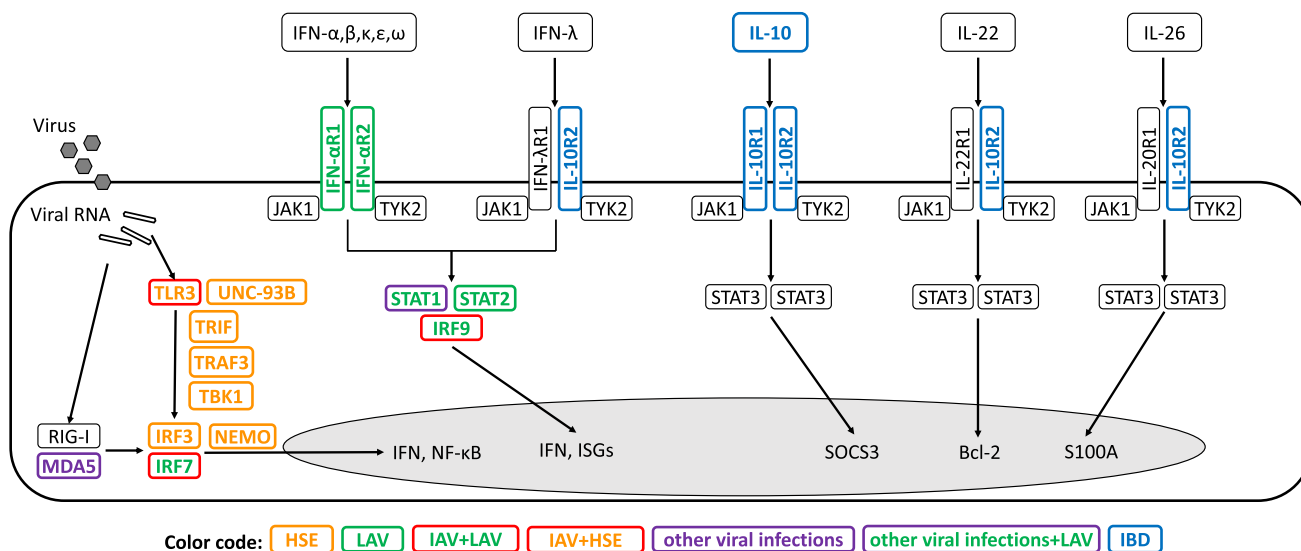 IFN-α,β,κ,ε,ω
IFN-λ
IL-10
IL-22
IL-26
Virus
IFN-αR1
IFN-αR2
IFN-λR1
IL-10R2
IL-10R1
IL-10R2
IL-22R1
IL-10R2
IL-20R1
IL-10R2
JAK1
TYK2
JAK1
TYK2
JAK1
TYK2
JAK1
TYK2
JAK1
TYK2
Viral RNA
TLR3
UNC-93B
TRIF
TRAF3
TBK1
STAT1
STAT2
IRF9
STAT3
STAT3
STAT3
STAT3
STAT3
STAT3
RIG-I
MDA5
IRF3
NEMO
IRF7
IFN, NF-κB
IFN, ISGs
SOCS3
Bcl-2
S100A
Color code:
HSE
LAV
IAV+LAV
IAV+HSE
other viral infections
other viral infections+LAV
IBD